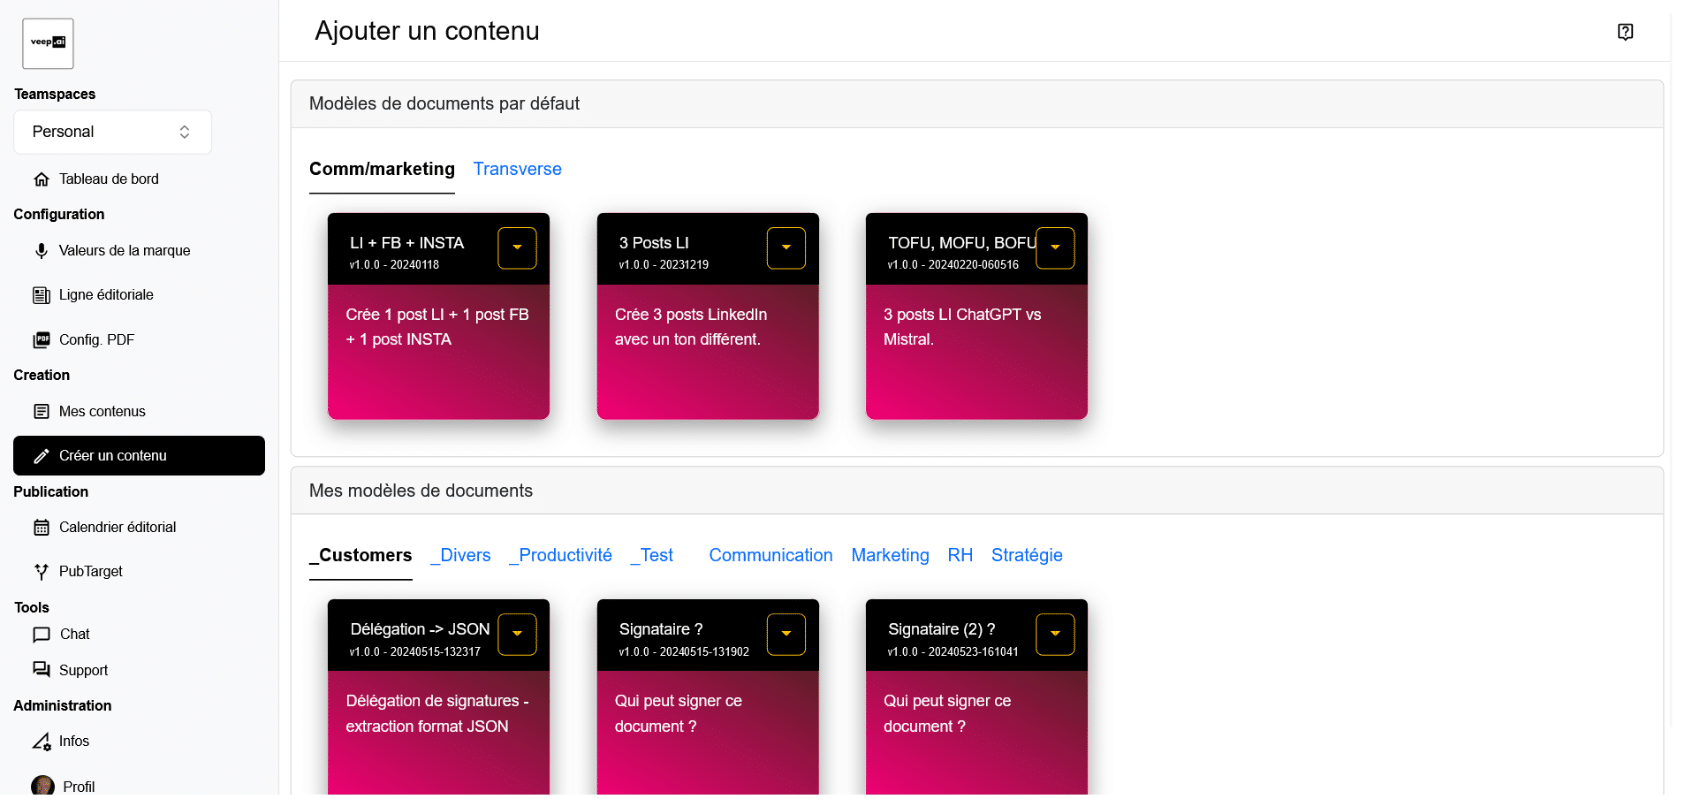 veep.ai
Teamspaces
Personal
Tableau de bord
Configuration
Valeurs de la marque
Ligne éditoriale
PDF
Config. PDF
Creation
Mes contenus
Créer un contenu
Publication
Calendrier éditorial
PubTarget
Tools
Chat
Support
Administration
Infos
Profil
Ajouter un contenu
?
Modèles de documents par défaut
Comm/marketing Transverse
LI + FB + INSTA
v1.0.0 - 20240118
Crée 1 post LI + 1 post FB
+ 1 post INSTA
3 Posts LI
v1.0.0 - 20231219
Crée 3 posts LinkedIn
avec un ton différent.
TOFU, MOFU, BOFU
v1.0.0 - 20240220-060516
3 posts LI ChatGPT vs
Mistral.
Mes modèles de documents
_Customers _Divers _Productivité _Test Communication Marketing RH Stratégie
Délégation -> JSON
v1.0.0 - 20240515-132317
Délégation de signatures -
extraction format JSON
Signataire ?
v1.0.0 - 20240515-131902
Qui peut signer ce
document ?
Signataire (2) ?
v1.0.0 - 20240523-161041
Qui peut signer ce
document ?